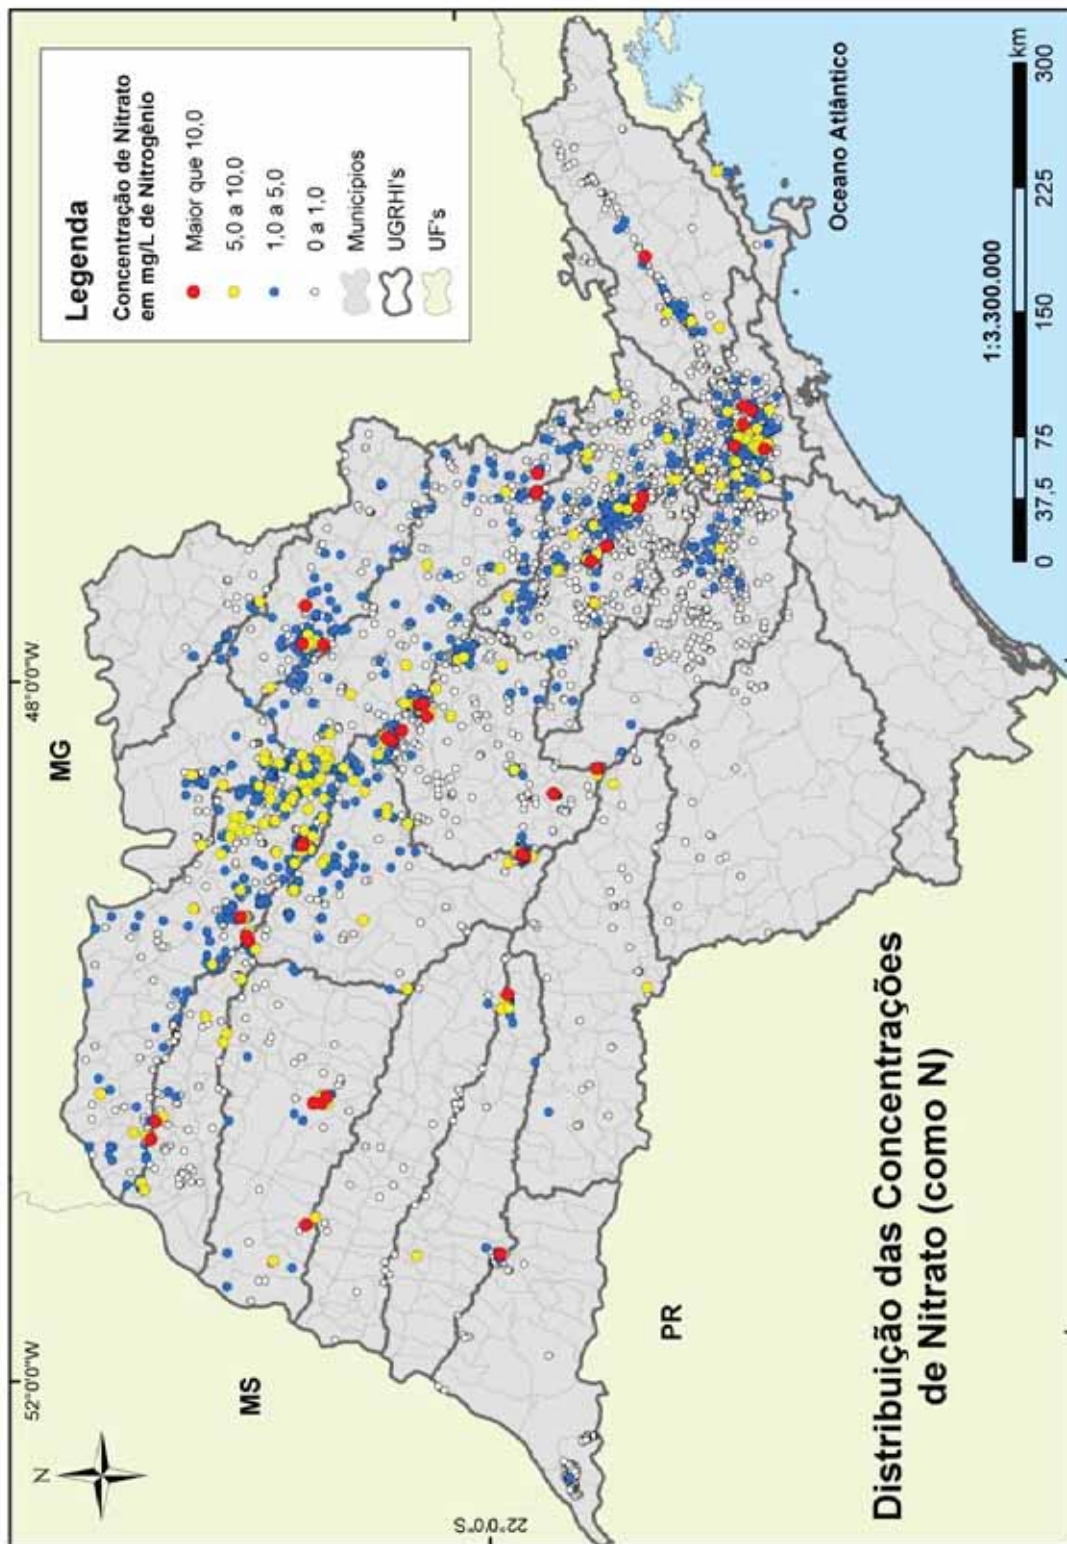 N
52°0'0"W
48°0'0"W
22°0'0"S
MG
MS
PR
Legenda
Concentração de Nitrato
em mg/L de Nitrogênio
Maior que 10,0
5,0 a 10,0
1,0 a 5,0
0 a 1,0
Municípios
UGRHI's
UF's
Oceano Atlântico
1:3.300.000
0 37,5 75 150 225 300
km
Distribuição das Concentrações
de Nitrato (como N)